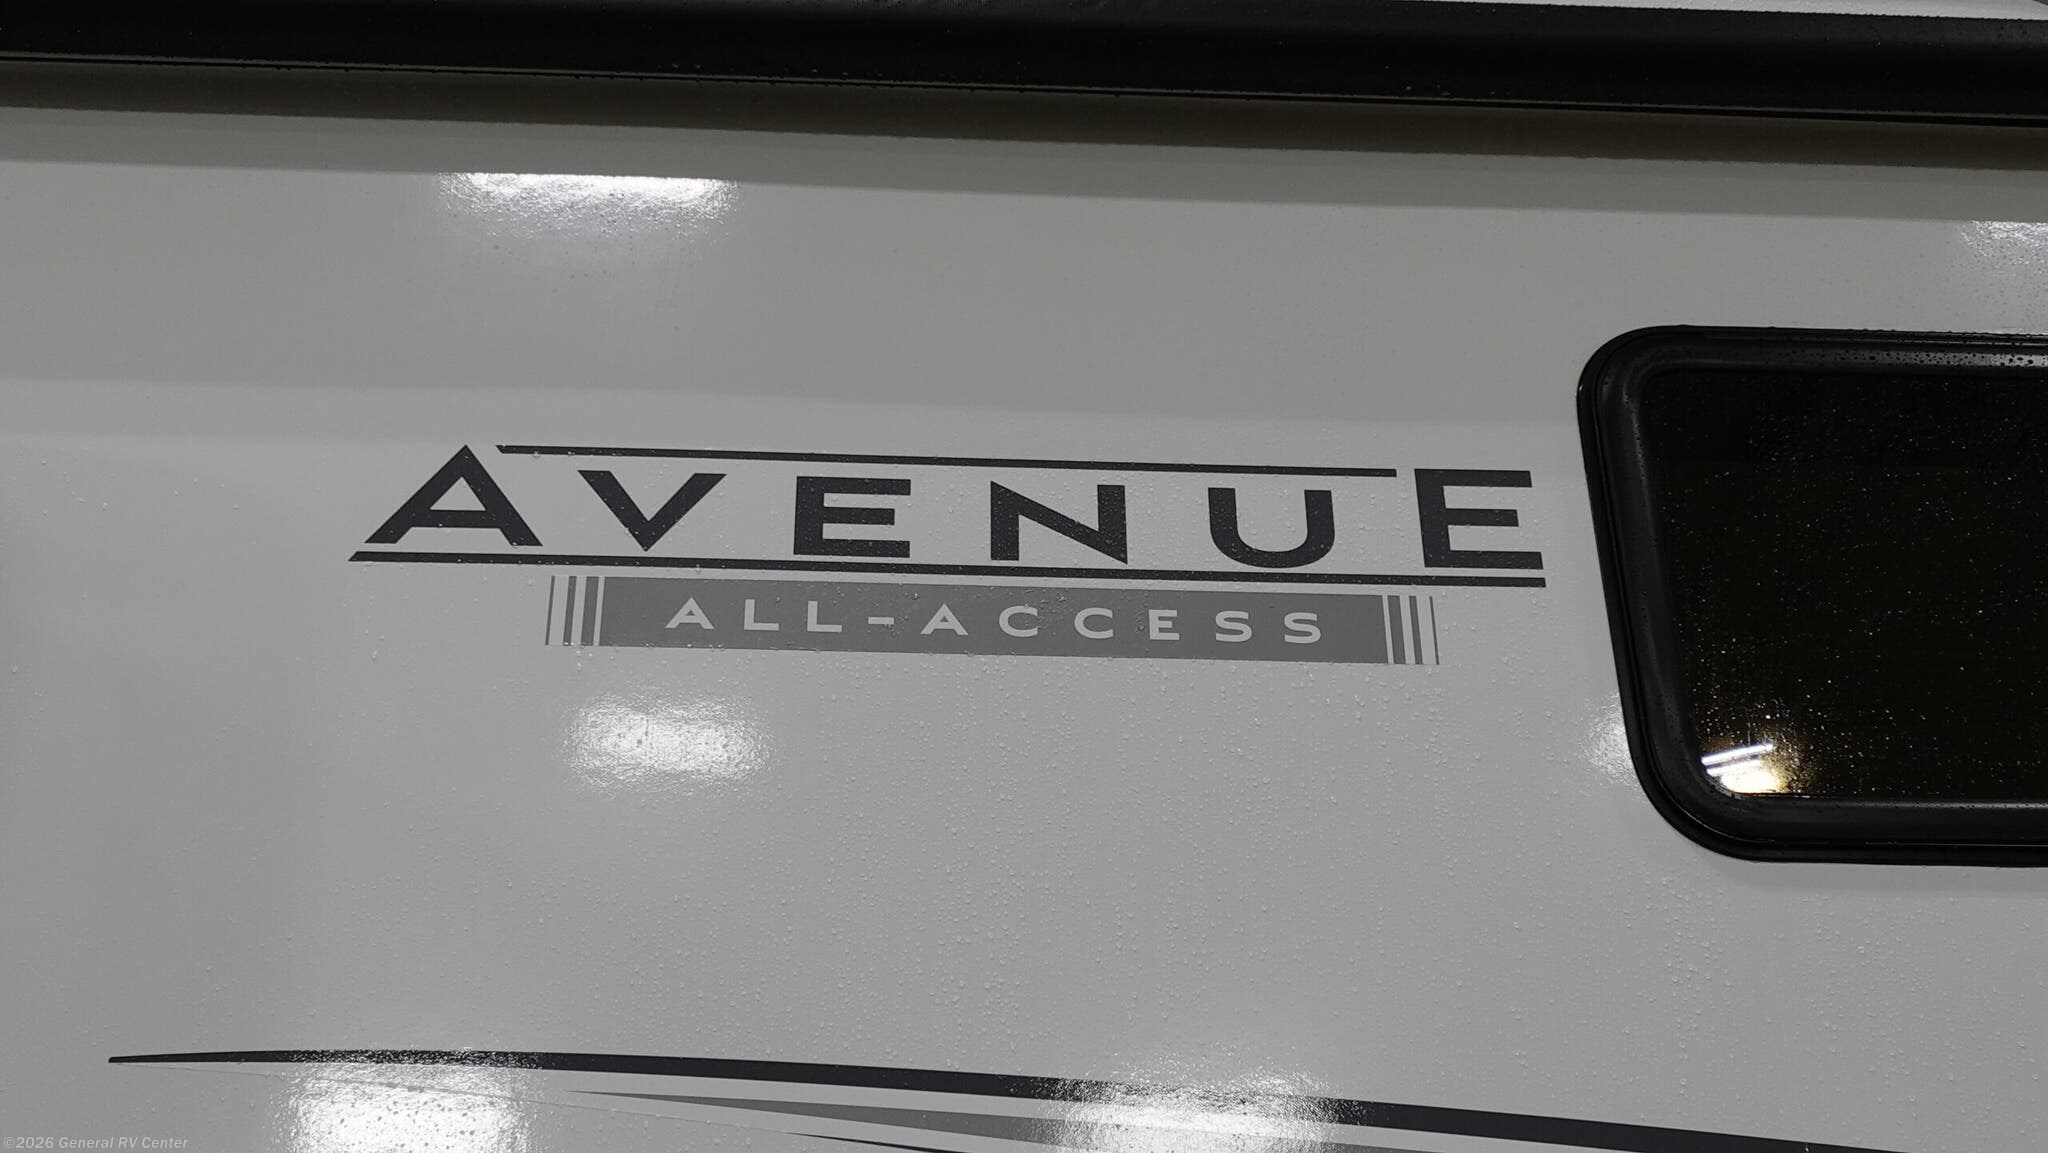 AVENUE
ALL-ACCESS
©2026 General RV Center